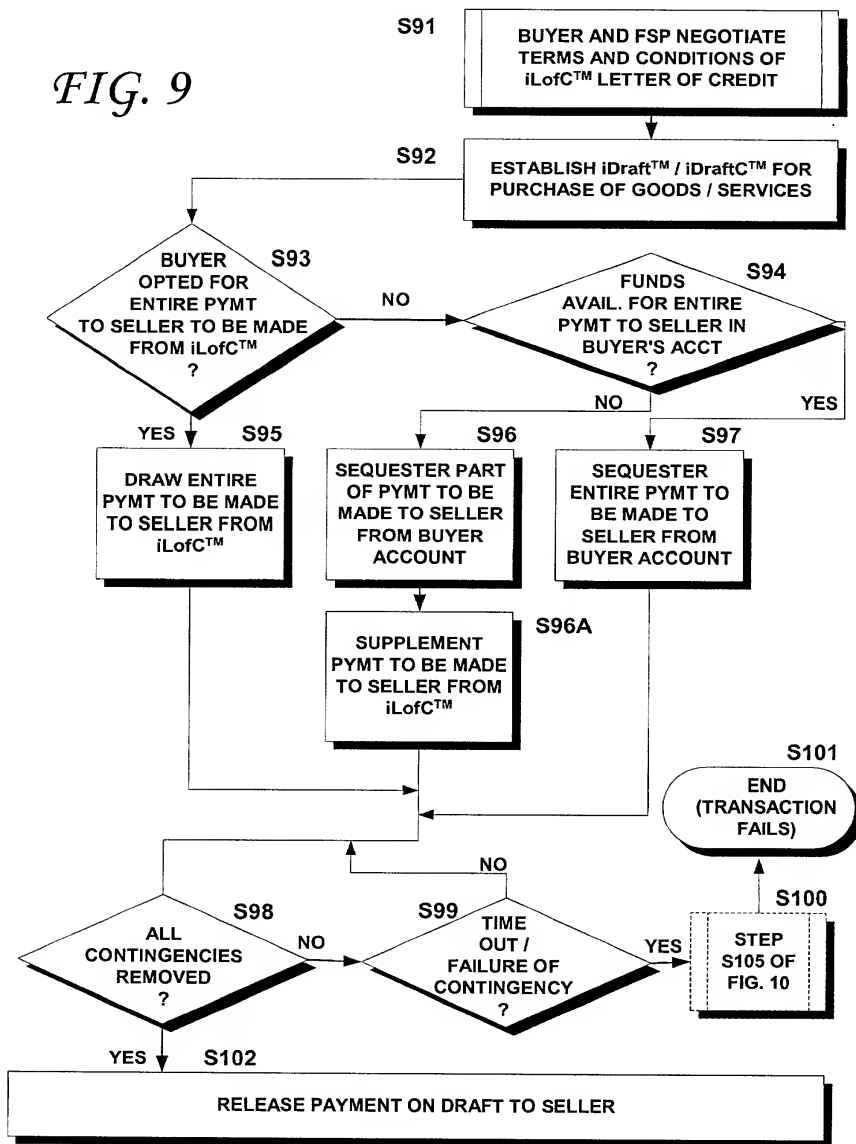 FIG. 9
S91
BUYER AND FSP NEGOTIATE
TERMS AND CONDITIONS OF
iLofC™ LETTER OF CREDIT
S92
ESTABLISH iDraft™ / iDraftC™ FOR
PURCHASE OF GOODS / SERVICES
S93
BUYER
OPTED FOR
ENTIRE PYMT
TO SELLER TO BE MADE
FROM iLofC™
?
NO
S94
FUNDS
AVAIL. FOR ENTIRE
PYMT TO SELLER IN
BUYER'S ACCT
?
NO
YES
YES
S95
DRAW ENTIRE
PYMT TO BE MADE
TO SELLER FROM
iLofC™
S96
SEQUESTER PART
OF PYMT TO BE
MADE TO SELLER
FROM BUYER
ACCOUNT
S97
SEQUESTER
ENTIRE PYMT TO
BE MADE TO
SELLER FROM
BUYER ACCOUNT
S96A
SUPPLEMENT
PYMT TO BE MADE
TO SELLER FROM
iLofC™
S101
END
(TRANSACTION
FAILS)
NO
S98
ALL
CONTINGENCIES
REMOVED
?
NO
S99
TIME
OUT /
FAILURE OF
CONTINGENCY
?
YES
S100
STEP
S105 OF
FIG. 10
YES
S102
RELEASE PAYMENT ON DRAFT TO SELLER